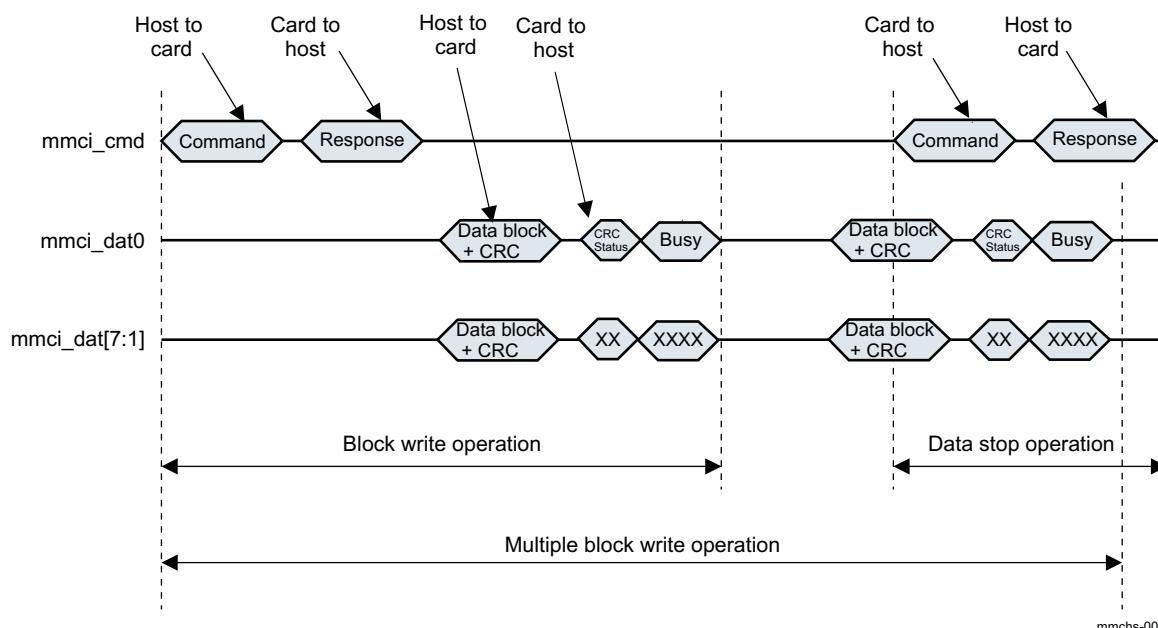 Host to
card
Card to
host
Host to
card
Card to
host
Card to
host
Host to
card
mmci_cmd
Command
Response
Command
Response
mmci_dat0
Data block
+ CRC
CRC
Status
Busy
Data block
+ CRC
CRC
Status
Busy
mmci_dat[7:1]
Data block
+ CRC
XX
XXXX
Data block
+ CRC
XX
XXXX
Block write operation
Data stop operation
Multiple block write operation
mmchs-00